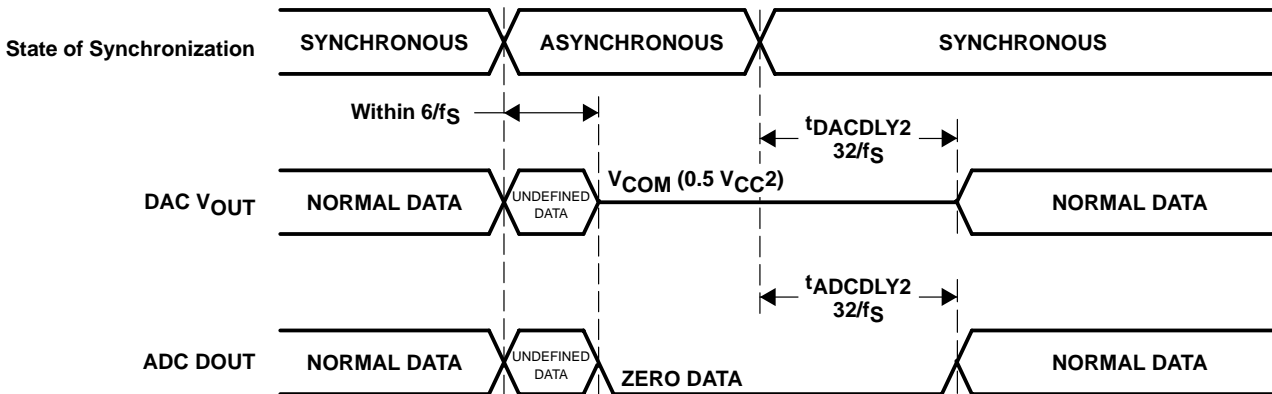 State of Synchronization
SYNCHRONOUS
ASYNCHRONOUS
SYNCHRONOUS
Within 6/fS
tDACDLY2
32/fS
DAC VOUT
NORMAL DATA
UNDEFINED
DATA
VCOM (0.5 VCC2)
NORMAL DATA
tADCDLY2
32/fS
ADC DOUT
NORMAL DATA
UNDEFINED
DATA
ZERO DATA
NORMAL DATA